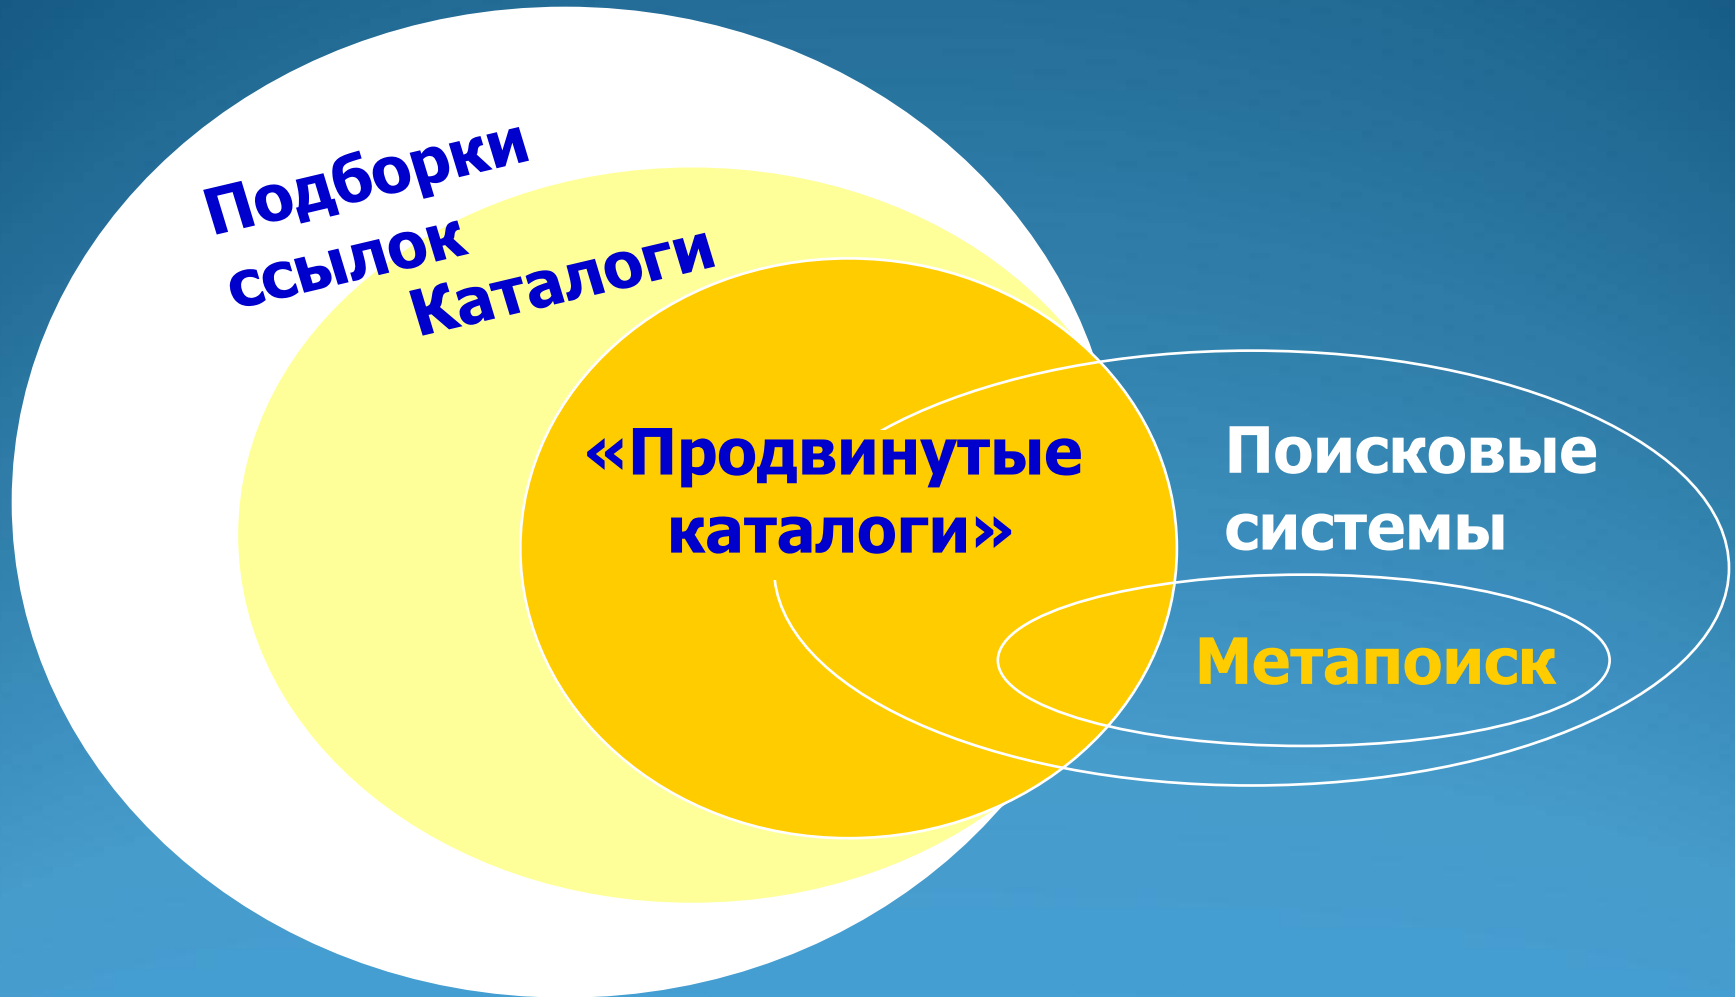 Подборки
ссылок
Каталоги
«Продвинутые
каталоги»
Поисковые
системы
Метапоиск